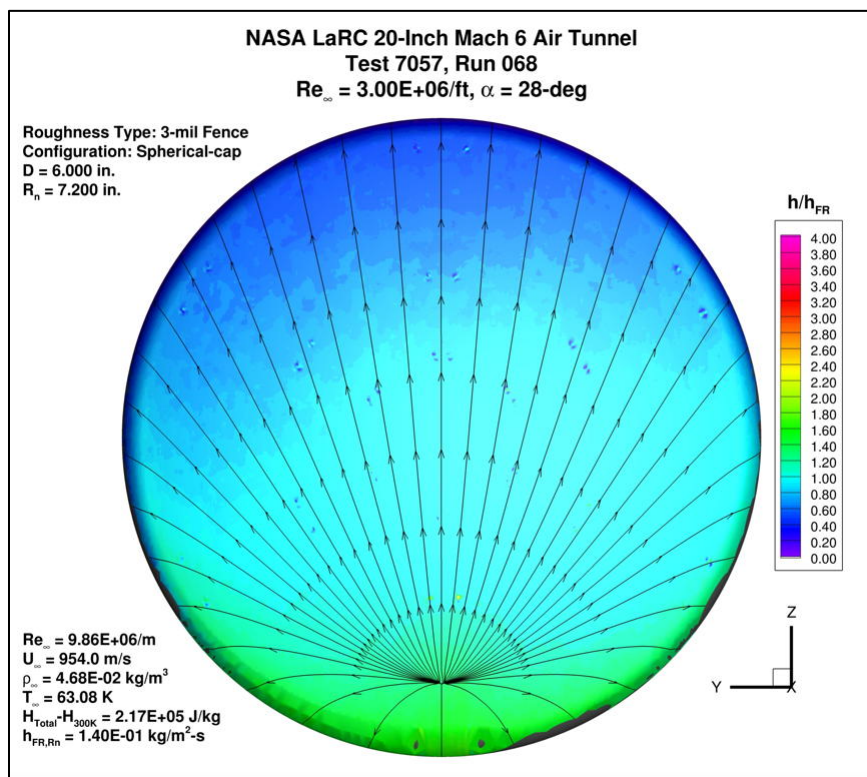 NASA LaRC 20-Inch Mach 6 Air Tunnel
Test 7057, Run 068
Re∞ = 3.00E+06/ft, α = 28-deg
Roughness Type: 3-mil Fence
Configuration: Spherical-cap
D = 6.000 in.
Rn = 7.200 in.
h/hFR
4.00
3.80
3.60
3.40
3.20
3.00
2.80
2.60
2.40
2.20
2.00
1.80
1.60
1.40
1.20
1.00
0.80
0.60
0.40
0.20
0.00
Re∞ = 9.86E+06/m
U∞ = 954.0 m/s
ρ∞ = 4.68E-02 kg/m³
T∞ = 63.08 K
HTotal-H300K = 2.17E+05 J/kg
hFR,Rn = 1.40E-01 kg/m²-s
Z
Y
X